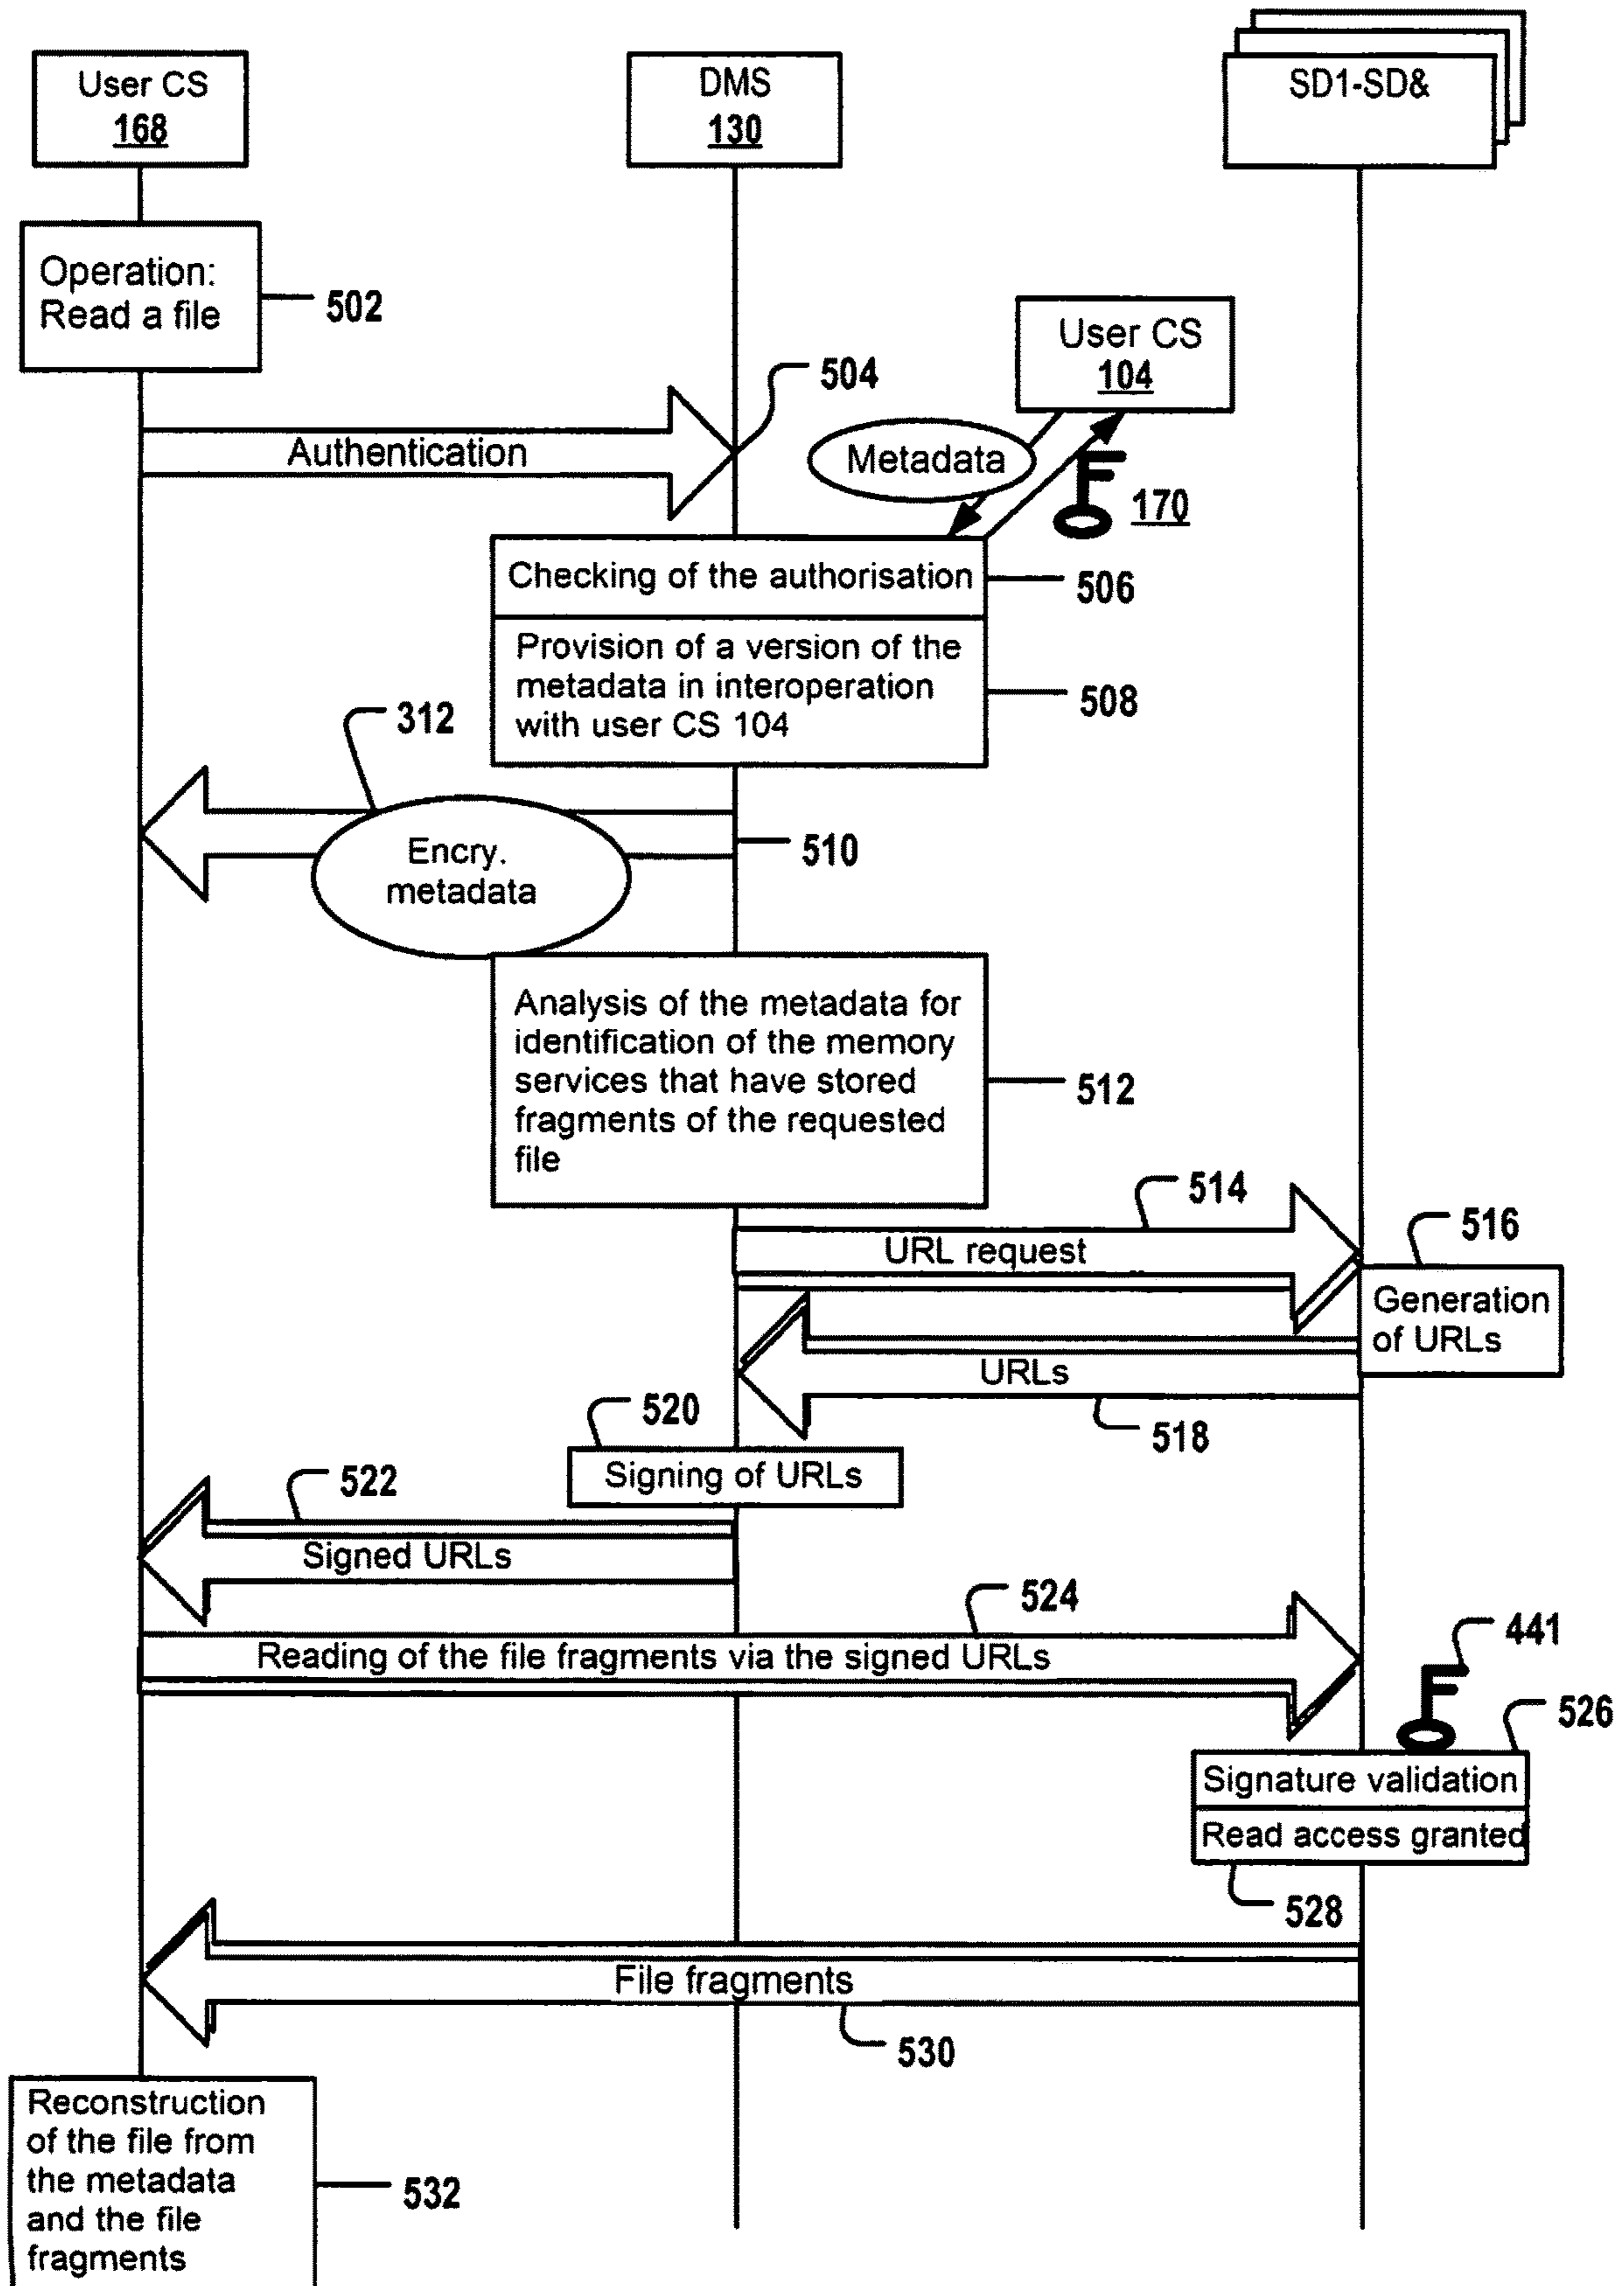 User CS
168
DMS
130
SD1-SD&
Operation:
Read a file
502
User CS
104
504
Authentication
Metadata
170
Checking of the authorisation
506
Provision of a version of the
metadata in interoperation
with user CS 104
508
312
Encry.
metadata
510
Analysis of the metadata for
identification of the memory
services that have stored
fragments of the requested
file
512
514
URL request
516
Generation
of URLs
URLs
518
520
Signing of URLs
522
Signed URLs
524
Reading of the file fragments via the signed URLs
441
526
Signature validation
Read access granted
528
File fragments
530
Reconstruction
of the file from
the metadata
and the file
fragments
532